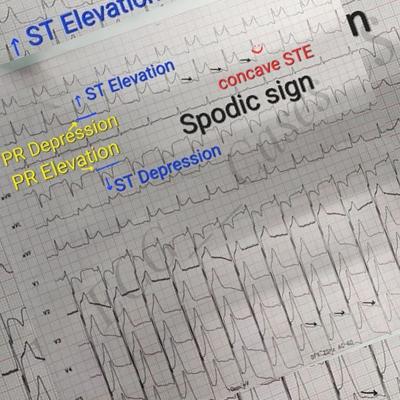 ↑ ST Elevation
n
↑ ST Elevation
concave STE
Spodic sign
PR Depression
PR Elevation
↓ ST Depression
aVF
V1
V2
V3
V4